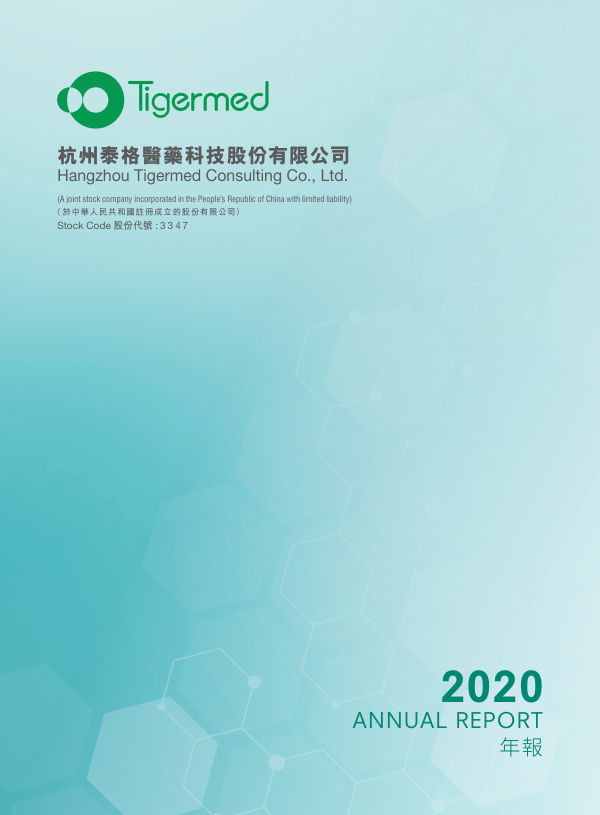 Tigermed
杭州泰格醫藥科技股份有限公司
Hangzhou Tigermed Consulting Co., Ltd.
(A joint stock company incorporated in the People's Republic of China with limited liability)
(於中華人民共和國註冊成立的股份有限公司)
Stock Code 股份代號 : 3347
2020
ANNUAL REPORT
年報